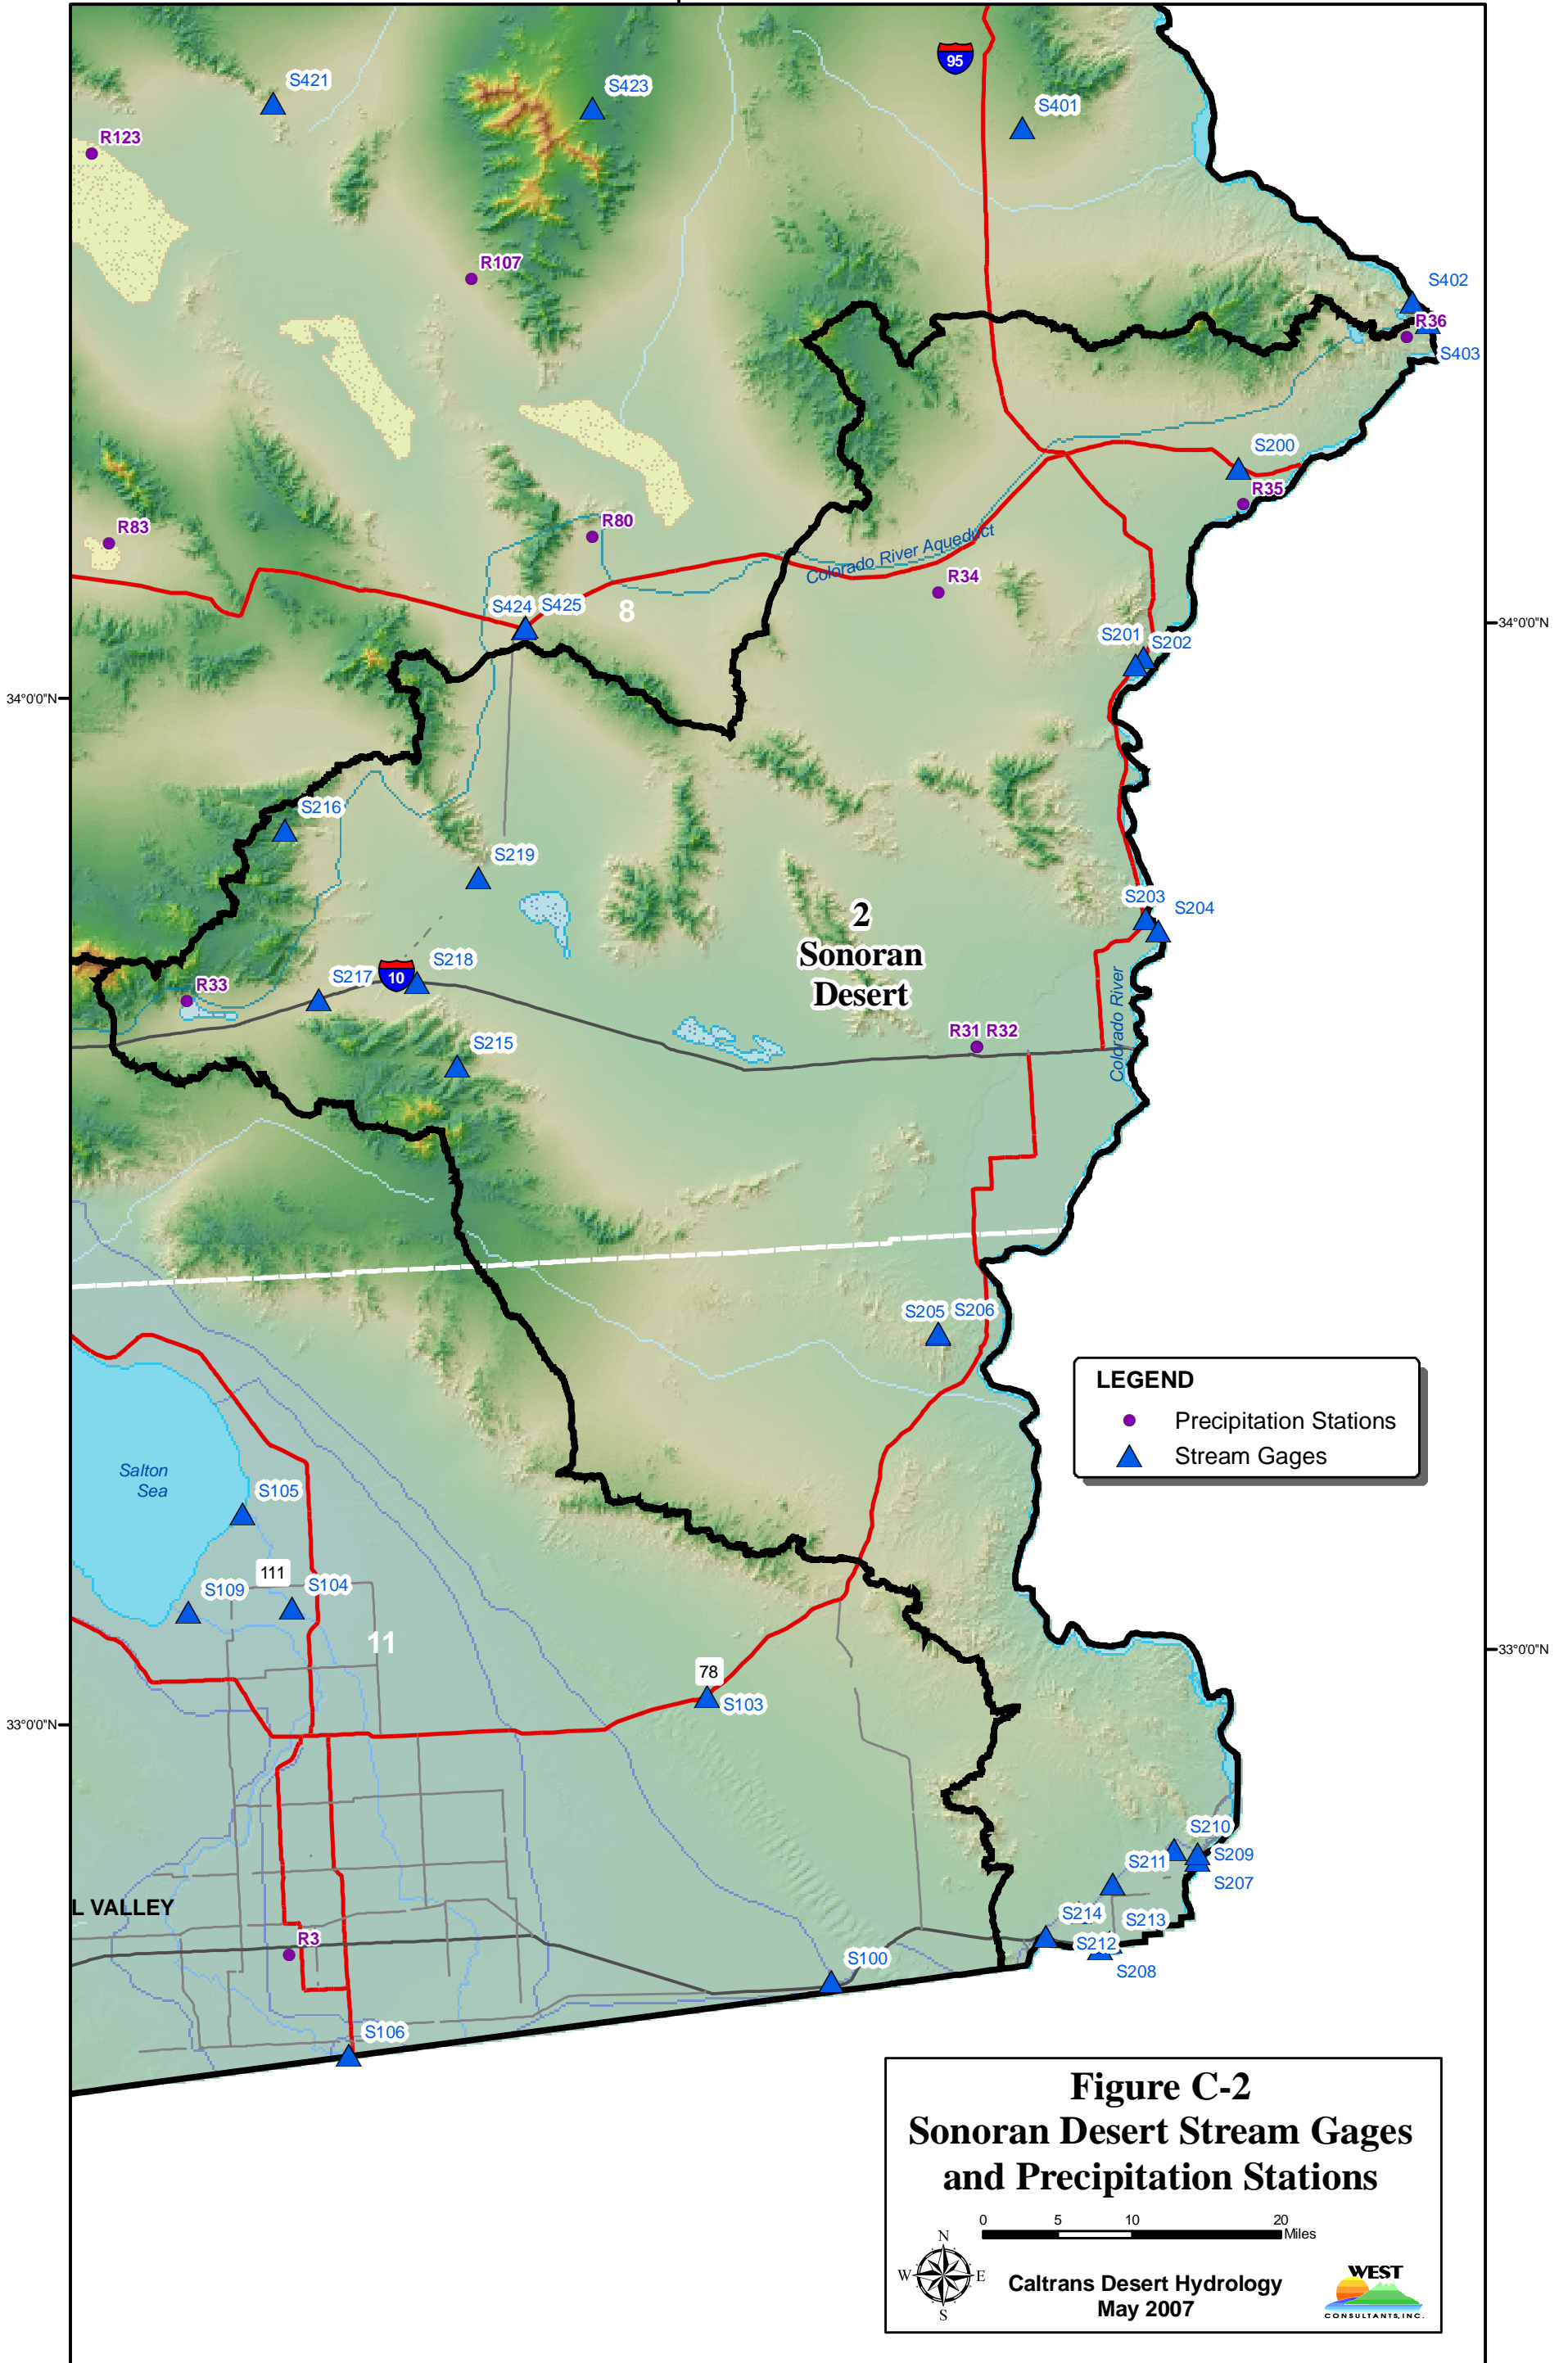 95
S421
S423
S401
R123
R107
S402
R36
S403
S200
R35
R83
R80
Colorado River Aqueduct
R34
S424
S425
8
34°0'0"N
S201
S202
34°0'0"N
S216
S219
S203
S204
2
Sonoran
Desert
S218
S217
10
R33
Colorado River
R31 R32
S215
S205
S206
LEGEND
Precipitation Stations
Stream Gages
Salton
Sea
S105
111
S104
S109
11
33°0'0"N
78
S103
33°0'0"N
S210
S209
S211
S207
L VALLEY
S214
S213
R3
S212
S100
S208
S106
Figure C-2
Sonoran Desert Stream Gages
and Precipitation Stations
0 5 10 20
Miles
N
W E
S
Caltrans Desert Hydrology
May 2007
WEST
CONSULTANTS, INC.